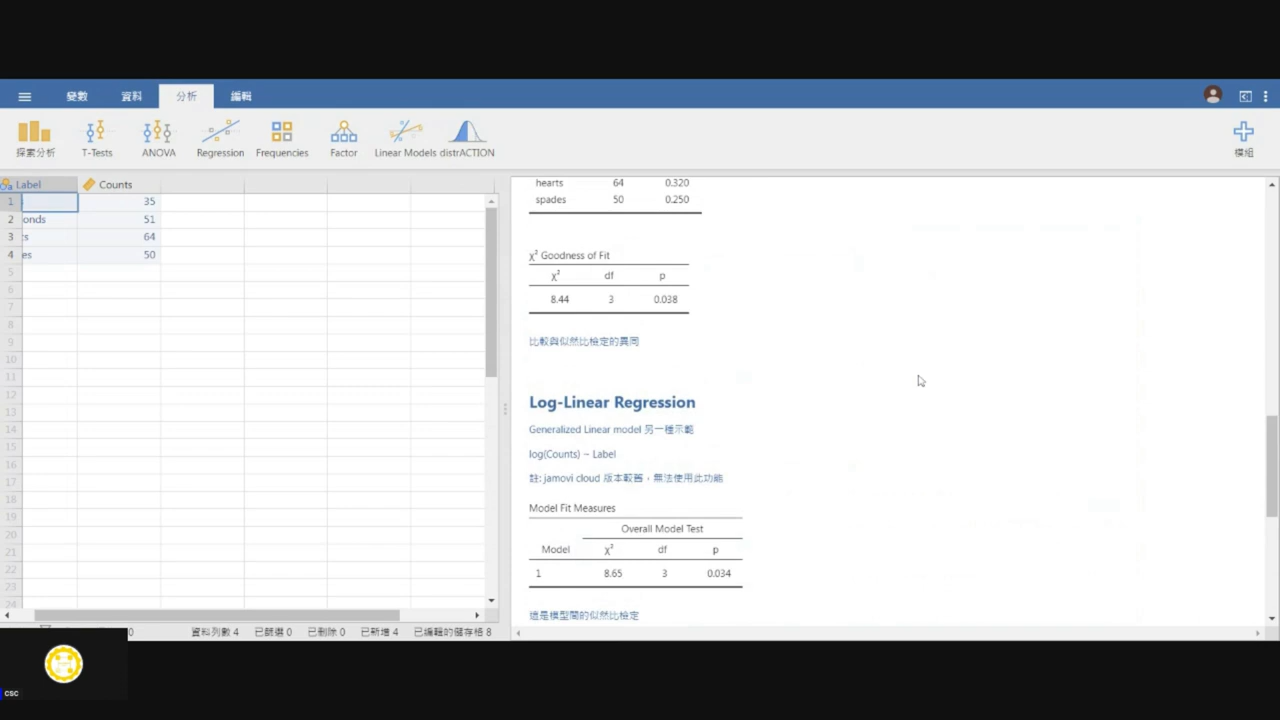 變數 資料 分析 編輯
探索分析 T-Tests ANOVA Regression Frequencies Factor Linear Models distrACTION 模組
Label Counts
1 35
2 onds 51
3 ts 64
4 es 50
5
6
7
8
9
10
11
12
13
14
15
16
17
18
19
20
21
22
23
24
hearts 64 0.320
spades 50 0.250
χ² Goodness of Fit
χ² df p
8.44 3 0.038
比較與似然比檢定的異同
Log-Linear Regression
Generalized Linear model 另一種示範
log(Counts) ~ Label
註: jamovi cloud 版本較舊，無法使用此功能
Model Fit Measures
Overall Model Test
Model χ² df p
1 8.65 3 0.034
這是模型間的似然比檢定
0 資料列數 4 已篩選 0 已刪除 0 已新增 4 已編輯的儲存格 8
csc